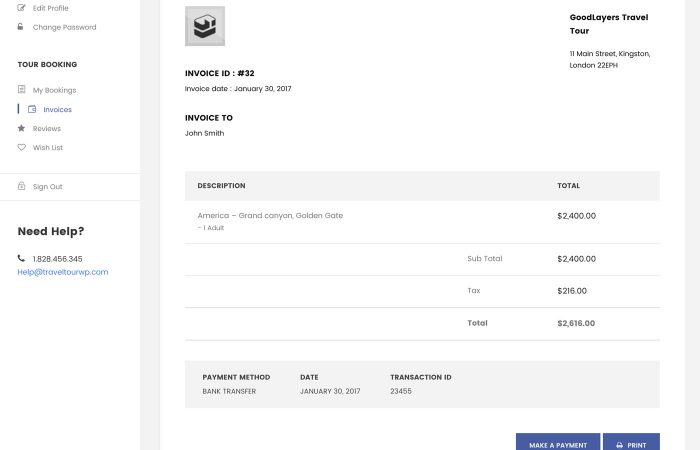 Edit Profile
Change Password
TOUR BOOKING
My Bookings
Invoices
Reviews
Wish List
Sign Out
Need Help?
1.828.456.345
Help@traveltourwp.com
GoodLayers Travel
Tour
11 Main Street, Kingston,
London 22EPH
INVOICE ID : #32
Invoice date : January 30, 2017
INVOICE TO
John Smith
DESCRIPTION TOTAL
America – Grand canyon, Golden Gate $2,400.00
- 1 Adult
Sub Total $2,400.00
Tax $216.00
Total $2,616.00
PAYMENT METHOD DATE TRANSACTION ID
BANK TRANSFER JANUARY 30, 2017 23455
MAKE A PAYMENT PRINT